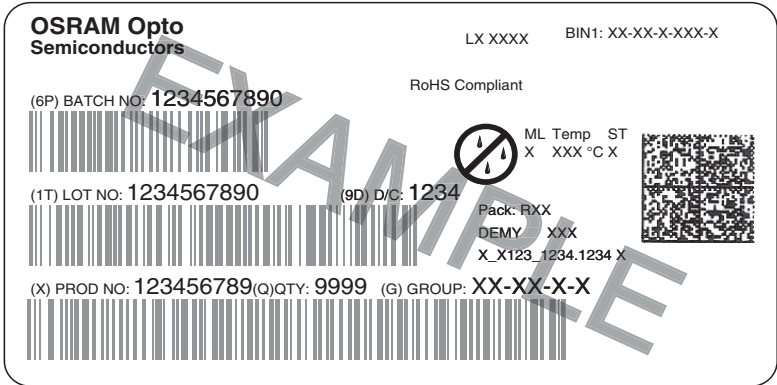 OSRAM Opto
Semiconductors
LX XXXX
BIN1: XX-XX-X-XXX-X
RoHS Compliant
(6P) BATCH NO: 1234567890
ML Temp ST
X XXX °C X
(1T) LOT NO: 1234567890 (9D) D/C: 1234
Pack: RXX
DEMY XXX
X_X123_1234.1234 X
(X) PROD NO: 123456789(Q)QTY: 9999 (G) GROUP: XX-XX-X-X
EXAMPLE